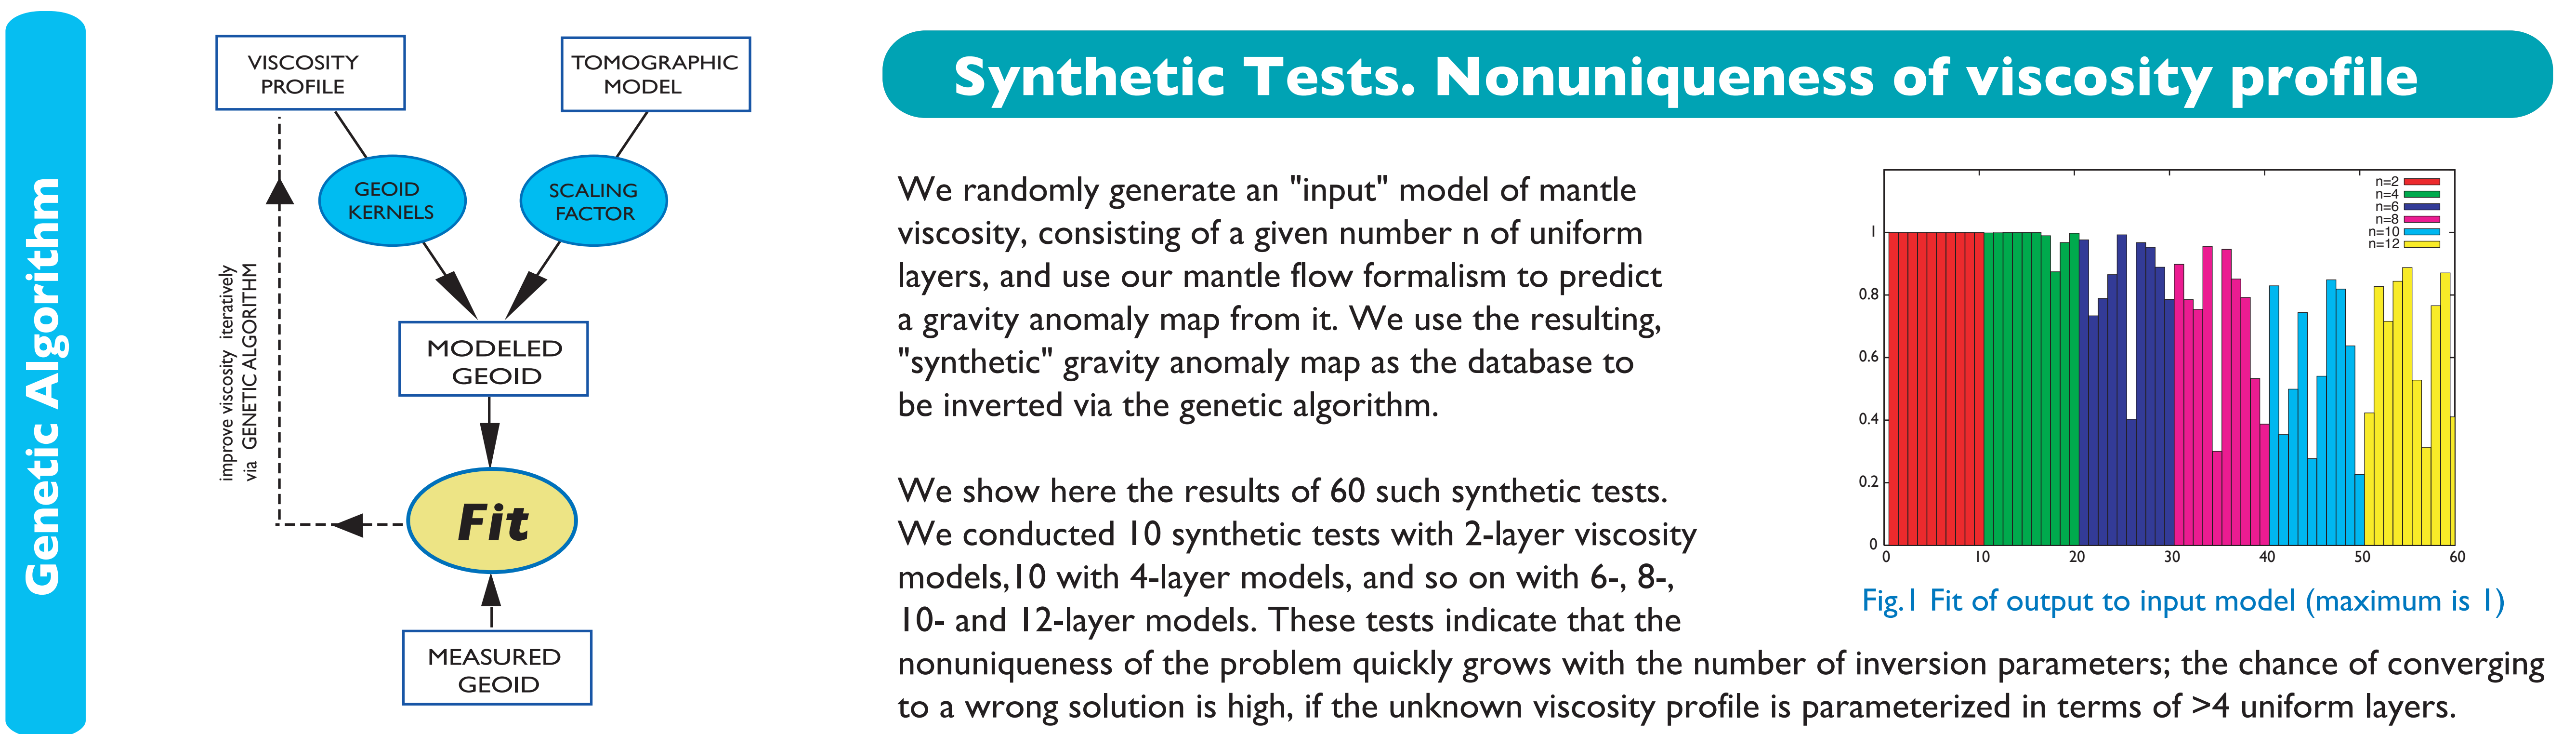 Genetic Algorithm
VISCOSITY
PROFILE
TOMOGRAPHIC
MODEL
GEOID
KERNELS
SCALING
FACTOR
improve viscosity iteratively
via GENETIC ALGORITHM
MODELED
GEOID
Fit
MEASURED
GEOID
Synthetic Tests. Nonuniqueness of viscosity profile
We randomly generate an "input" model of mantle
viscosity, consisting of a given number n of uniform
layers, and use our mantle flow formalism to predict
a gravity anomaly map from it. We use the resulting,
"synthetic" gravity anomaly map as the database to
be inverted via the genetic algorithm.
We show here the results of 60 such synthetic tests.
We conducted 10 synthetic tests with 2-layer viscosity
models,10 with 4-layer models, and so on with 6-, 8-,
10- and 12-layer models. These tests indicate that the
nonuniqueness of the problem quickly grows with the number of inversion parameters; the chance of converging
to a wrong solution is high, if the unknown viscosity profile is parameterized in terms of >4 uniform layers.
n=2
n=4
n=6
n=8
n=10
n=12
1
0.8
0.6
0.4
0.2
0
0 10 20 30 40 50 60
Fig.1 Fit of output to input model (maximum is 1)